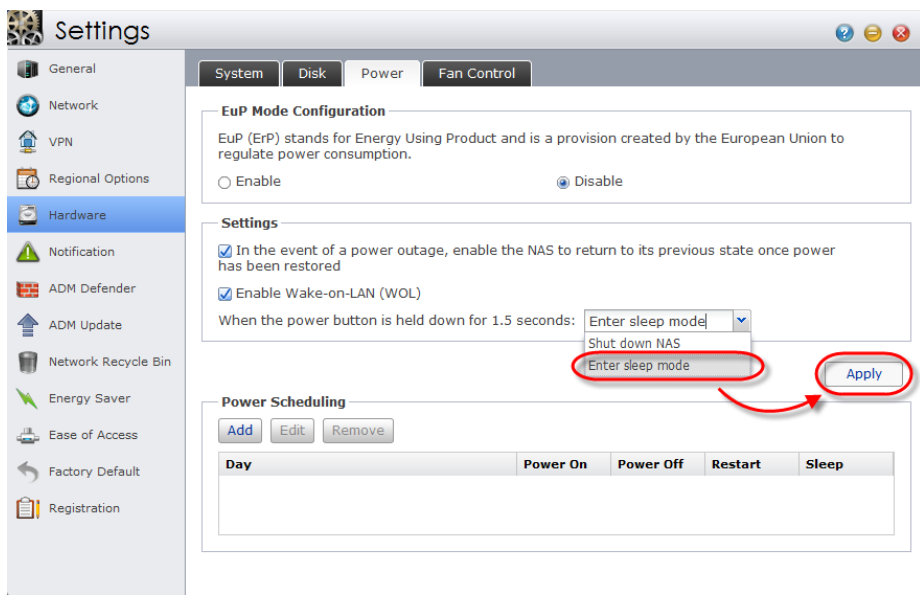 Settings
General
Network
VPN
Regional Options
Hardware
Notification
ADM Defender
ADM Update
Network Recycle Bin
Energy Saver
Ease of Access
Factory Default
Registration
System Disk Power Fan Control
EuP Mode Configuration
EuP (ErP) stands for Energy Using Product and is a provision created by the European Union to
regulate power consumption.
Enable Disable
Settings
In the event of a power outage, enable the NAS to return to its previous state once power
has been restored
Enable Wake-on-LAN (WOL)
When the power button is held down for 1.5 seconds: Enter sleep mode
Shut down NAS
Enter sleep mode
Apply
Power Scheduling
Add Edit Remove
Day Power On Power Off Restart Sleep